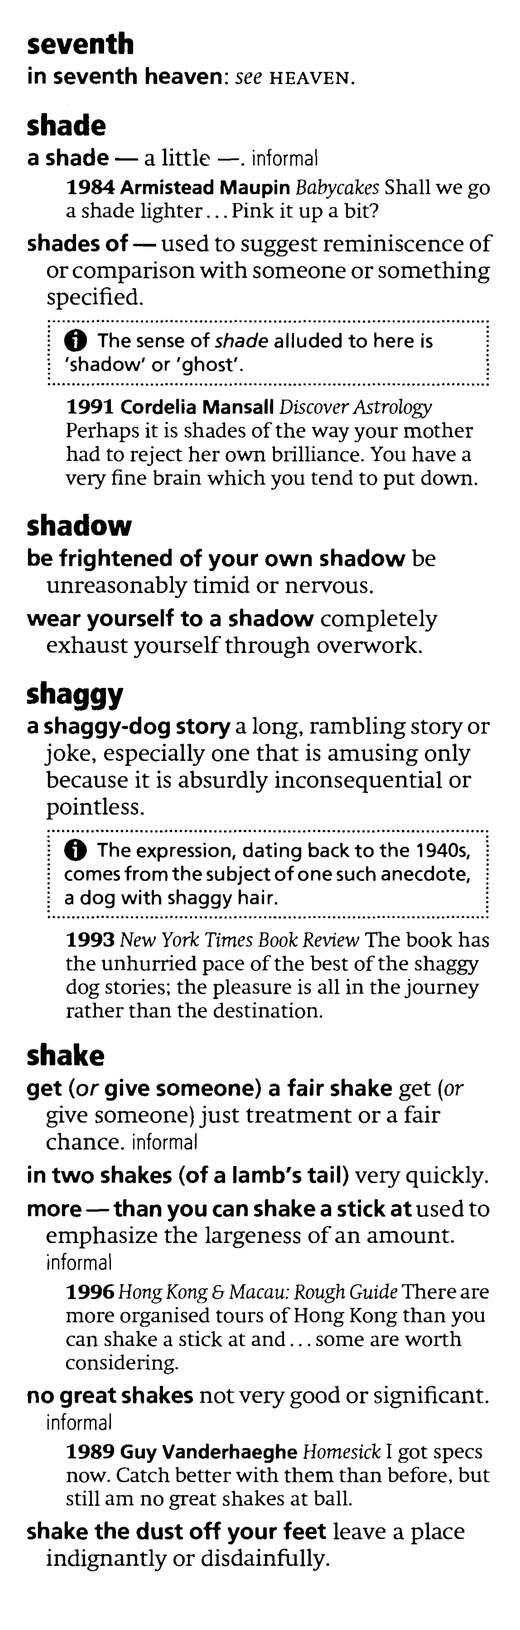 seventh
in seventh heaven: see HEAVEN.
shade
a shade — a little —. informal
1984 Armistead Maupin Babycakes Shall we go
a shade lighter... Pink it up a bit?
shades of — used to suggest reminiscence of
or comparison with someone or something
specified.
The sense of shade alluded to here is
'shadow' or 'ghost'.
1991 Cordelia Mansall Discover Astrology
Perhaps it is shades of the way your mother
had to reject her own brilliance. You have a
very fine brain which you tend to put down.
shadow
be frightened of your own shadow be
unreasonably timid or nervous.
wear yourself to a shadow completely
exhaust yourself through overwork.
shaggy
a shaggy-dog story a long, rambling story or
joke, especially one that is amusing only
because it is absurdly inconsequential or
pointless.
The expression, dating back to the 1940s,
comes from the subject of one such anecdote,
a dog with shaggy hair.
1993 New York Times Book Review The book has
the unhurried pace of the best of the shaggy
dog stories; the pleasure is all in the journey
rather than the destination.
shake
get (or give someone) a fair shake get (or
give someone) just treatment or a fair
chance. informal
in two shakes (of a lamb's tail) very quickly.
more — than you can shake a stick at used to
emphasize the largeness of an amount.
informal
1996 Hong Kong & Macau: Rough Guide There are
more organised tours of Hong Kong than you
can shake a stick at and... some are worth
considering.
no great shakes not very good or significant.
informal
1989 Guy Vanderhaeghe Homesick I got specs
now. Catch better with them than before, but
still am no great shakes at ball.
shake the dust off your feet leave a place
indignantly or disdainfully.